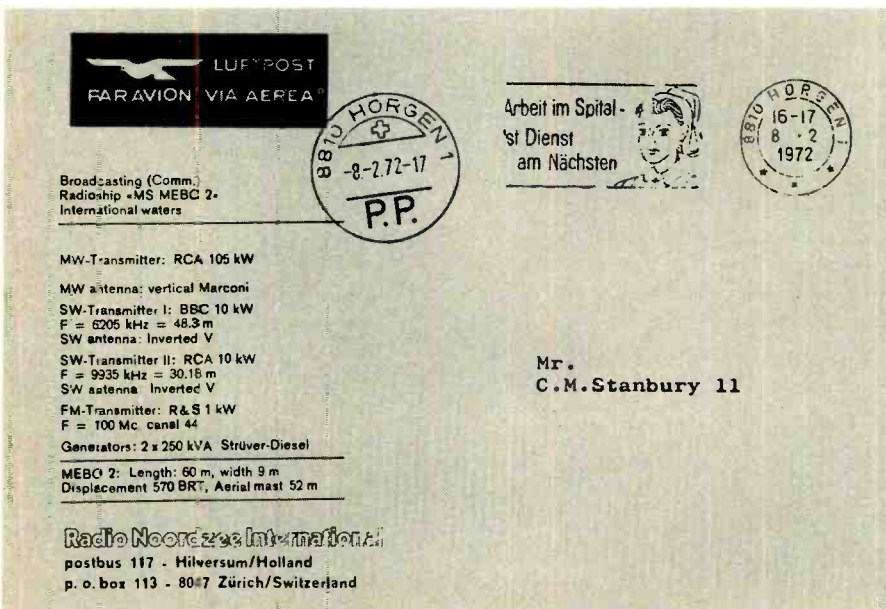 LUFTPOST
PAR AVION VIA AEREA
8810 HORGEN 1
-8.-2.72-17
P.P.
Arbeit im Spital -
'st Dienst
am Nächsten
8810 HORGEN 1
16-17
8 . 2
1972
Broadcasting (Comm.)
Radioship «MS MEBO 2»
International waters
MW-Transmitter: RCA 105 kW
MW antenna: vertical Marconi
SW-Transmitter I: BBC 10 kW
F = 6205 kHz = 48.3 m
SW antenna: Inverted V
SW-Transmitter II: RCA 10 kW
F = 9935 kHz = 30.18 m
SW antenna: Inverted V
FM-Transmitter: R&S 1 kW
F = 100 Mc. canal 44
Generators: 2 x 250 kVA Strüver-Diesel
MEBO 2: Length: 60 m, width 9 m
Displacement 570 BRT, Aerial mast 52 m
Mr.
C.M.Stanbury 11
Radio Noordzee International
postbus 117 - Hilversum/Holland
p. o. box 113 - 8047 Zürich/Switzerland